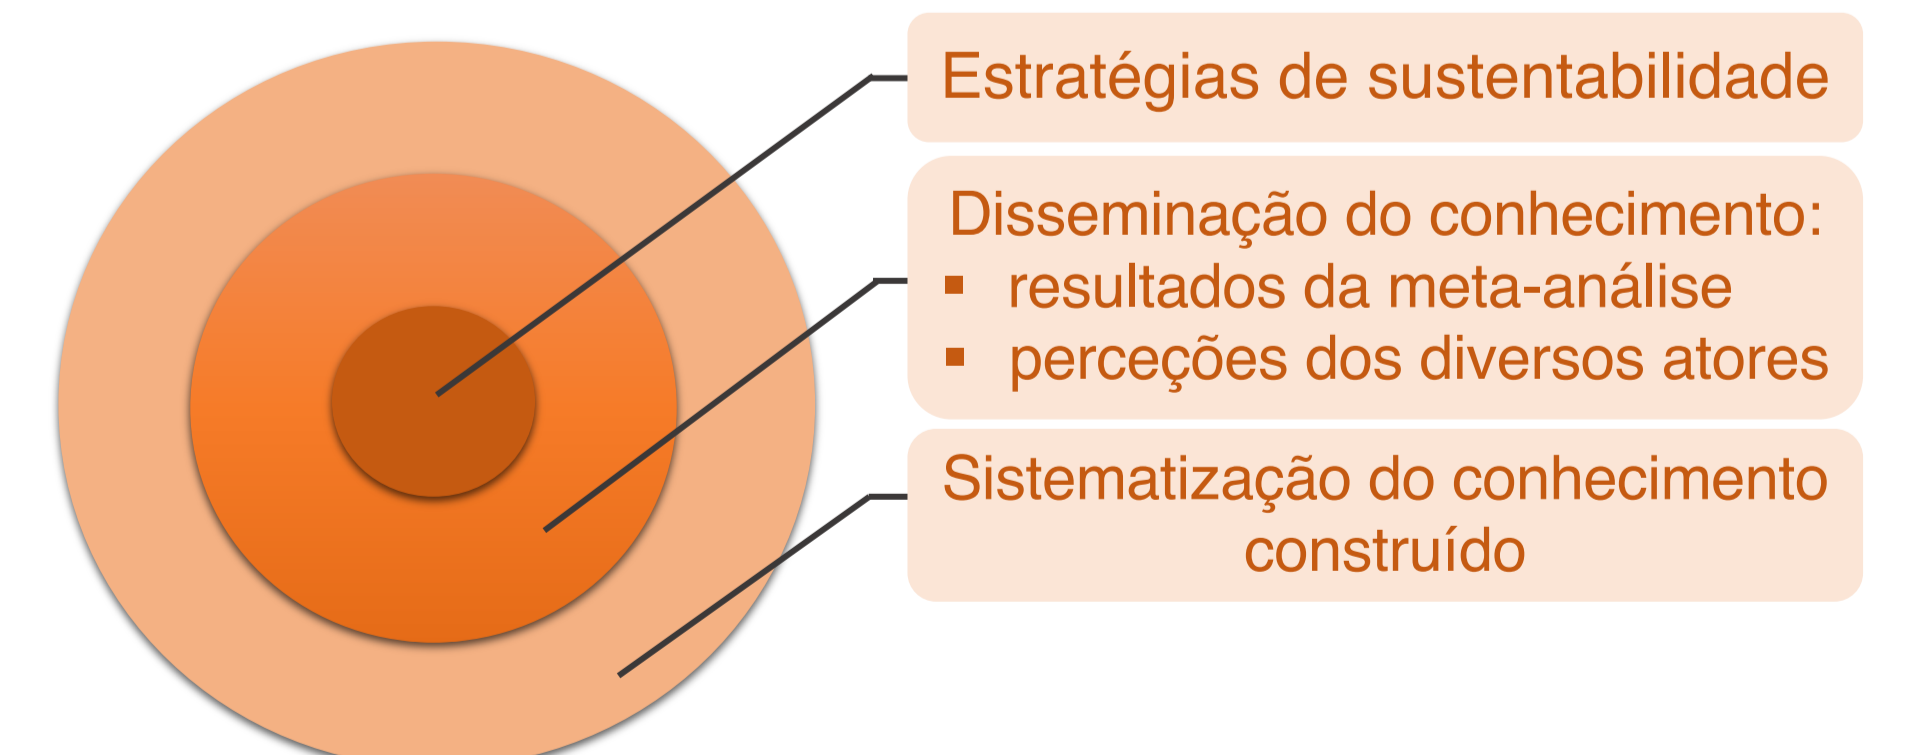 Estratégias de sustentabilidade
Disseminação do conhecimento:
▪ resultados da meta-análise
▪ perceções dos diversos atores
Sistematização do conhecimento
construído